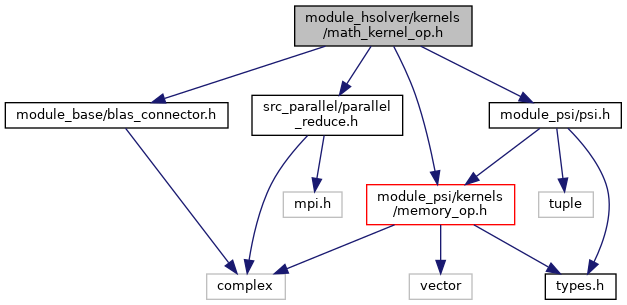 module_hsolver/kernels
/math_kernel_op.h
module_base/blas_connector.h
src_parallel/parallel
_reduce.h
module_psi/psi.h
mpi.h
module_psi/kernels
/memory_op.h
tuple
complex
vector
types.h